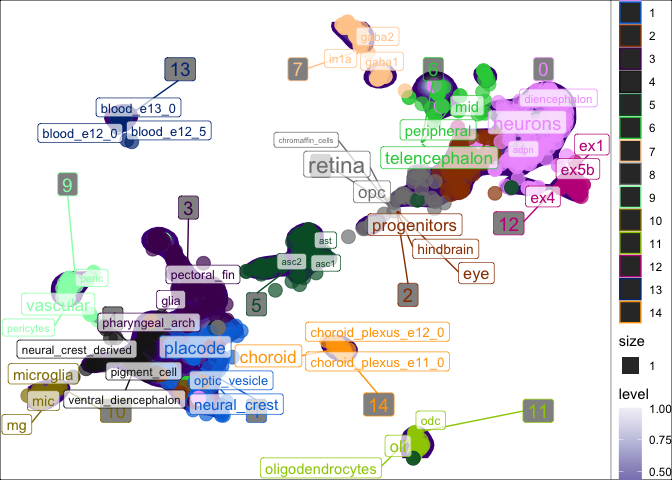 gaba2
in1a
gaba1
7
13
6
0
blood_e13_0
blood_e12_0
blood_e12_5
mid
diencephalon
peripheral
neurons
chromaffin_cells
telencephalon
adpn
ex1
retina
ex5b
opc
ex4
9
3
12
progenitors
hindbrain
eye
ast
asc2
asc1
pectoral_fin
peric
glia
5
2
vascular
pericytes
pharyngeal_arch
neural_crest_derived
placode
choroid
choroid_plexus_e12_0
choroid_plexus_e11_0
microglia
pigment_cell
optic_vesicle
mic
ventral_diencephalon
neural_crest
10
14
11
mg
odc
oligodendrocytes
1
2
3
4
5
6
7
8
9
10
11
12
13
14
size
1
level
1.00
0.75
0.50